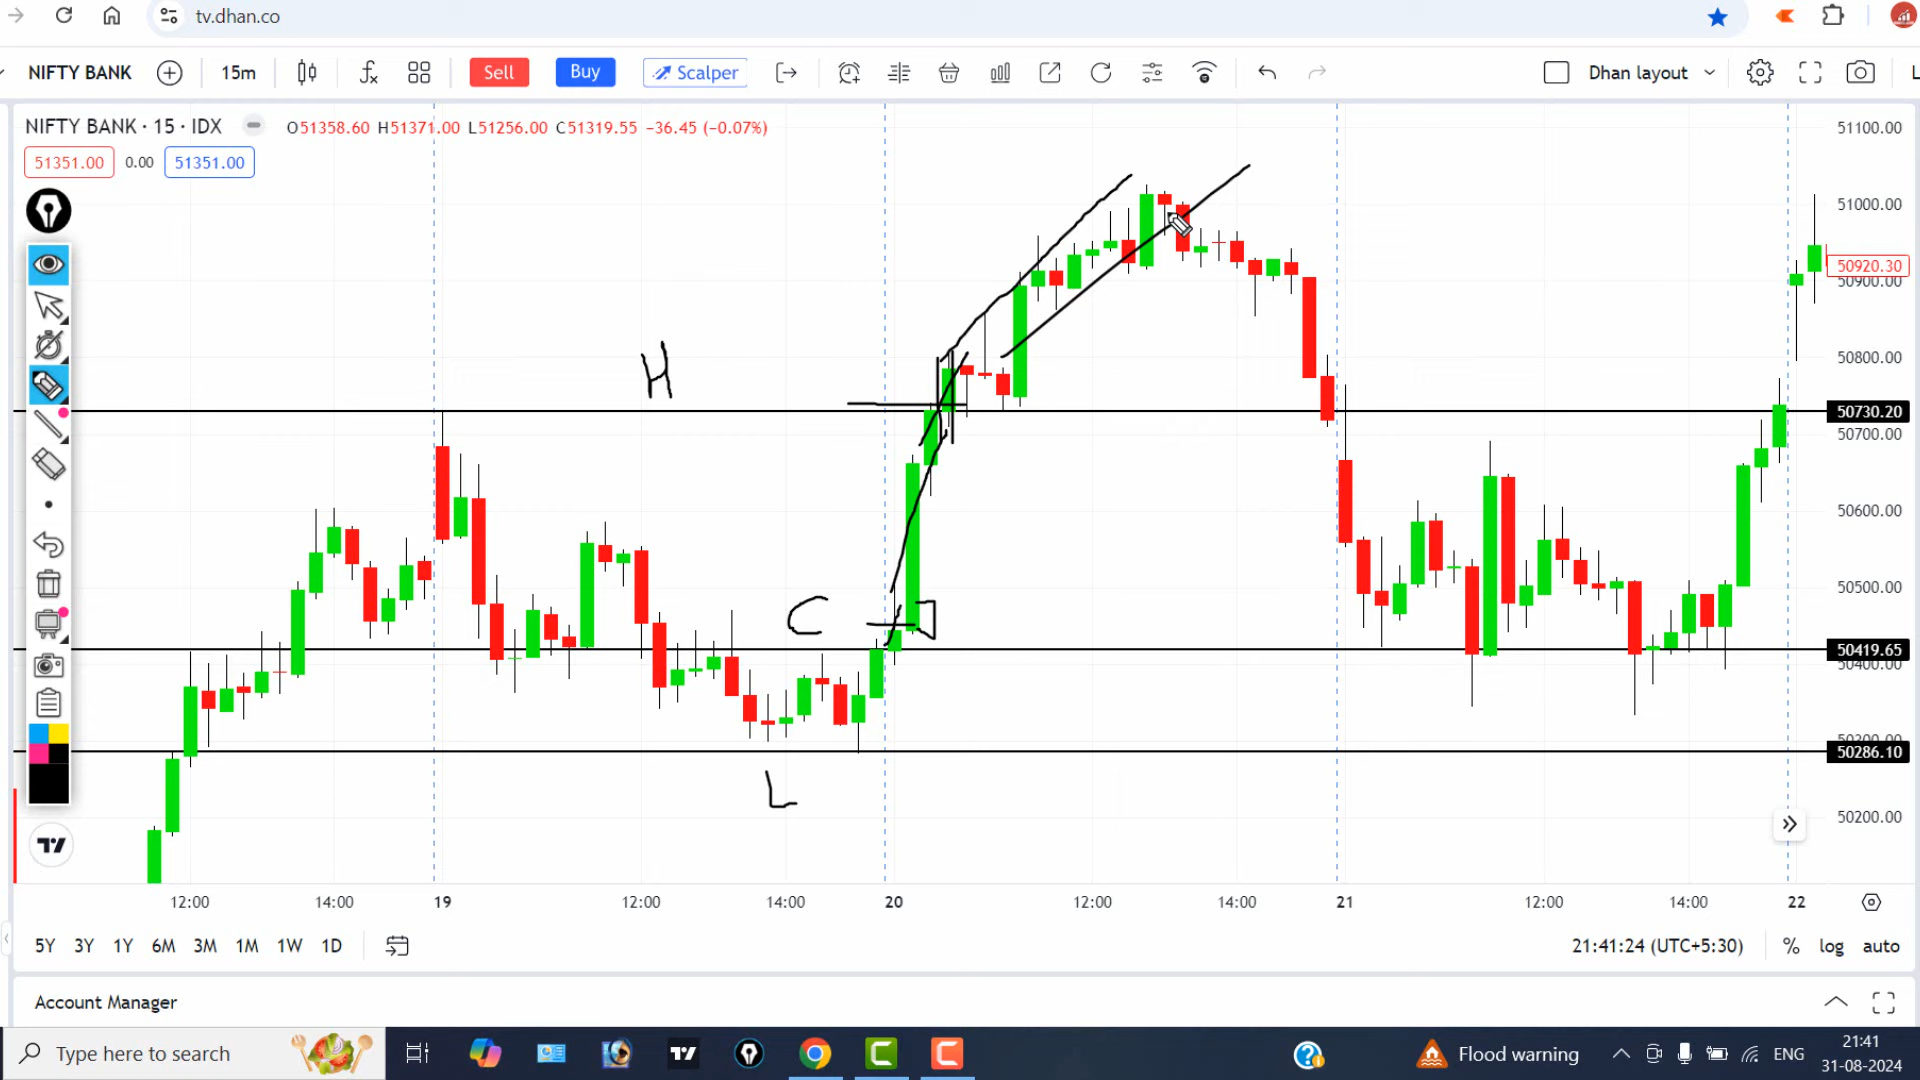 tv.dhan.co
NIFTY BANK 15m Sell Buy Scalper Dhan layout L
NIFTY BANK · 15 · IDX O51358.60 H51371.00 L51256.00 C51319.55 −36.45 (−0.07%)
51351.00 0.00 51351.00
51100.00
51000.00
50920.30
50900.00
50800.00
H
50730.20
50700.00
50600.00
50500.00
C
50419.65
50400.00
50286.10
L
50200.00
12:00 14:00 19 12:00 14:00 20 12:00 14:00 21 12:00 14:00 22
5Y 3Y 1Y 6M 3M 1M 1W 1D 21:41:24 (UTC+5:30) % log auto
Account Manager
Type here to search Flood warning ENG 21:41
31-08-2024